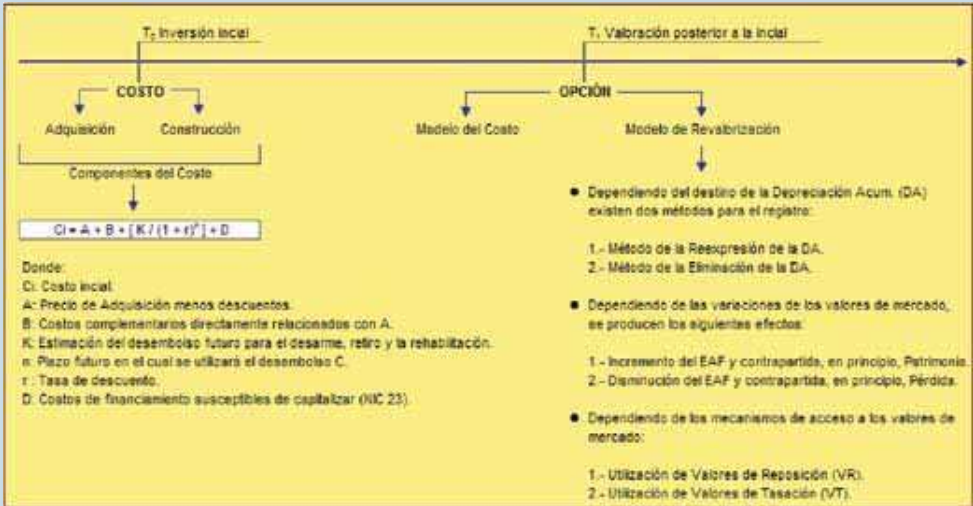 T₀ Inversión incial
T₁ Valoración posterior a la incial
COSTO
Adquisición
Construcción
Componentes del Costo
Ci = A + B + [ K / (1 + r)ⁿ ] + D
Donde:
Ci: Costo incial.
A: Precio de Adquisición menos descuentos.
B: Costos complementarios directamente relacionados con A.
K: Estimación del desembolso futuro para el desarme, retiro y la rehabilitación.
n: Plazo futuro en el cual se utilizará el desembolso C.
r : Tasa de descuento.
D: Costos de financiamiento susceptibles de capitalizar (NIC 23).
OPCIÓN
Modelo del Costo
Modelo de Revalorización
● Dependiendo del destino de la Depreciación Acum. (DA)
existen dos métodos para el registro:
1.- Método de la Reexpresión de la DA.
2.- Método de la Eliminación de la DA.
● Dependiendo de las variaciones de los valores de mercado,
se producen los siguientes efectos:
1.- Incremento del EAF y contrapartida, en principio, Patrimonio.
2.- Disminución del EAF y contrapartida, en principio, Pérdida.
● Dependiendo de los mecanismos de acceso a los valores de
mercado:
1.- Utilización de Valores de Reposición (VR).
2.- Utilización de Valores de Tasación (VT).